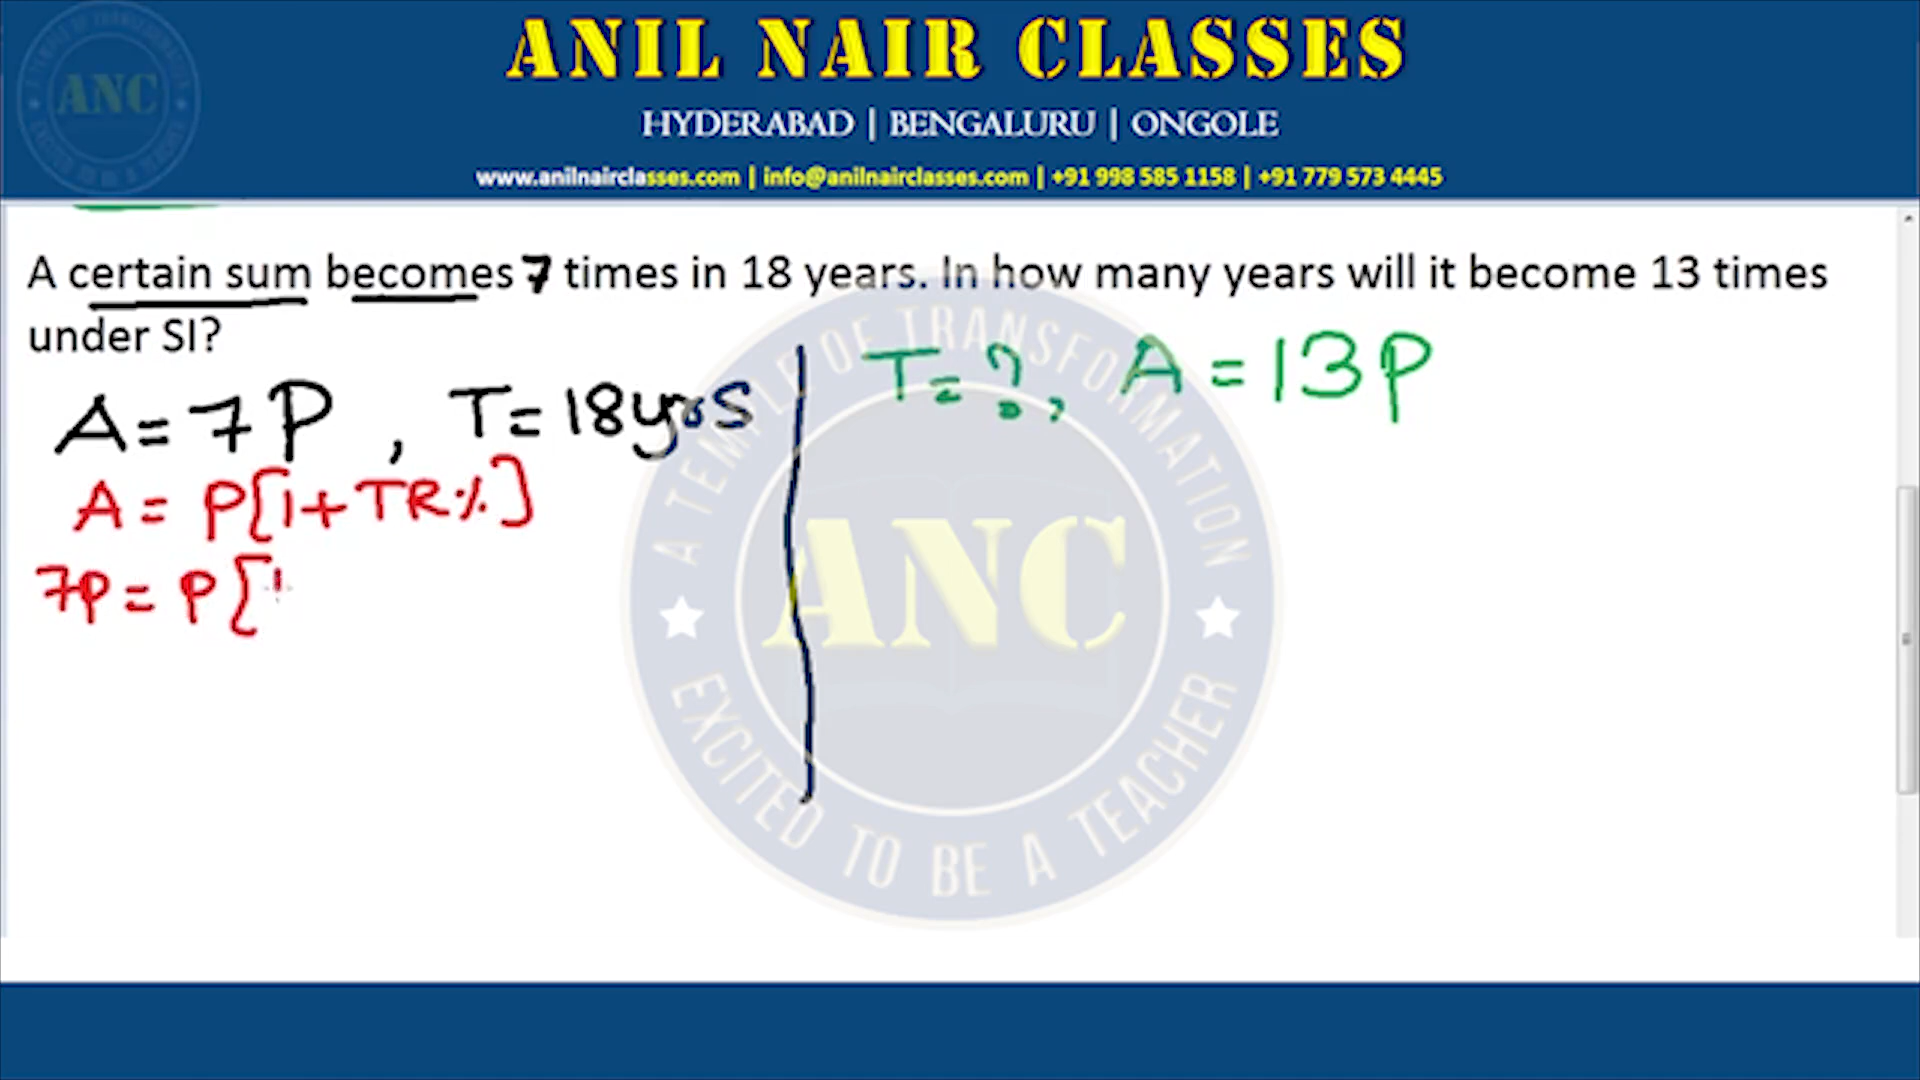 ANIL NAIR CLASSES
HYDERABAD | BENGALURU | ONGOLE
www.anilnairclasses.com | info@anilnairclasses.com | +91 998 585 1158 | +91 779 573 4445
ANC
A certain sum becomes 7 times in 18 years. In how many years will it become 13 times
under SI?
A = 7P , T = 18yrs
T = ?, A = 13P
A = P[1+TR%]
7P = P[1
A TEMPLE OF TRANSFORMATION
ANC
EXCITED TO BE A TEACHER